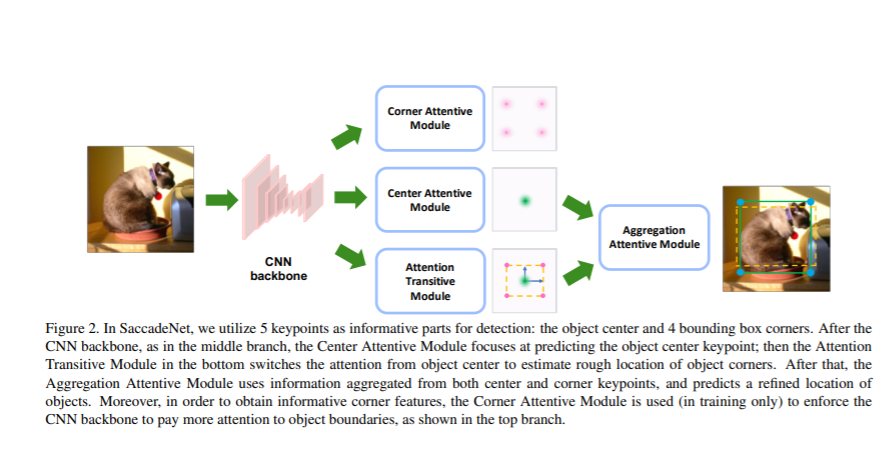 Corner Attentive
Module
Center Attentive
Module
Aggregation
Attentive Module
CNN
backbone
Attention
Transitive
Module
Figure 2. In SaccadeNet, we utilize 5 keypoints as informative parts for detection: the object center and 4 bounding box corners. After the
CNN backbone, as in the middle branch, the Center Attentive Module focuses at predicting the object center keypoint; then the Attention
Transitive Module in the bottom switches the attention from object center to estimate rough location of object corners. After that, the
Aggregation Attentive Module uses information aggregated from both center and corner keypoints, and predicts a refined location of
objects. Moreover, in order to obtain informative corner features, the Corner Attentive Module is used (in training only) to enforce the
CNN backbone to pay more attention to object boundaries, as shown in the top branch.